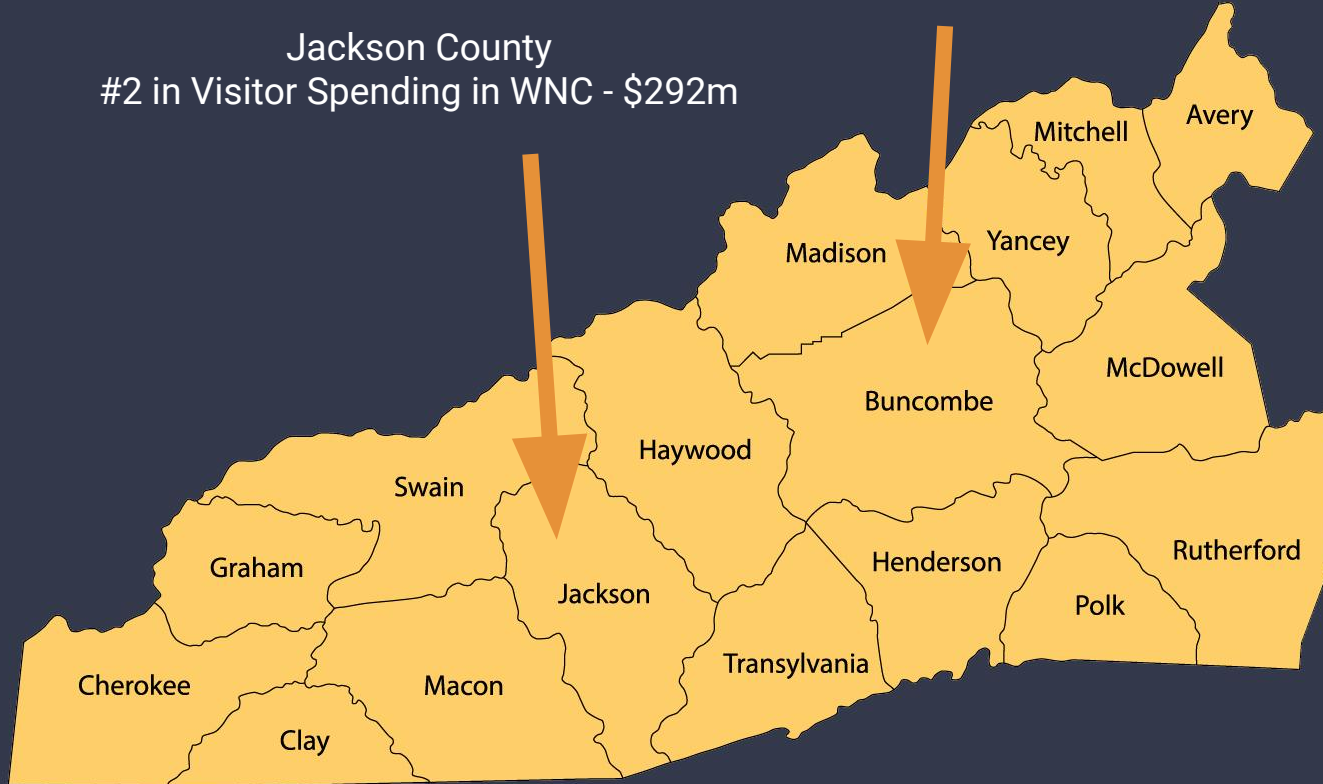 Jackson County
#2 in Visitor Spending in WNC - $292m
Avery
Mitchell
Yancey
Madison
McDowell
Buncombe
Haywood
Swain
Rutherford
Henderson
Graham
Jackson
Polk
Transylvania
Cherokee
Macon
Clay